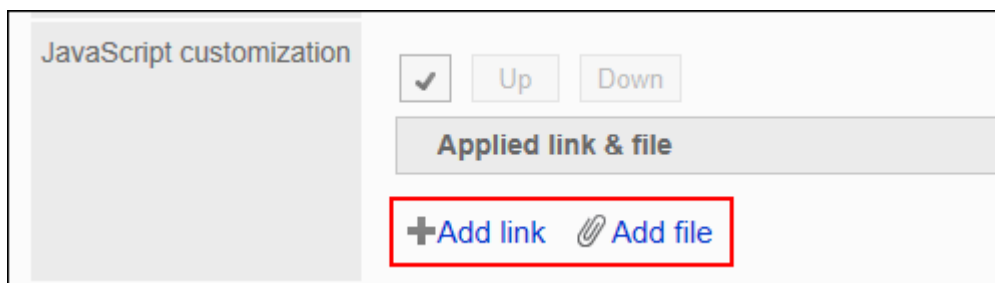 JavaScript customization
Up Down
Applied link & file
Add link Add file